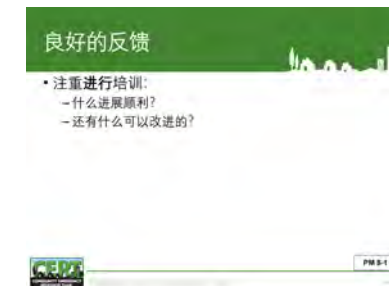 良好的反馈
• 注重进行培训:
–什么进展顺利?
–还有什么可以改进的?
CERT
PM 8-1